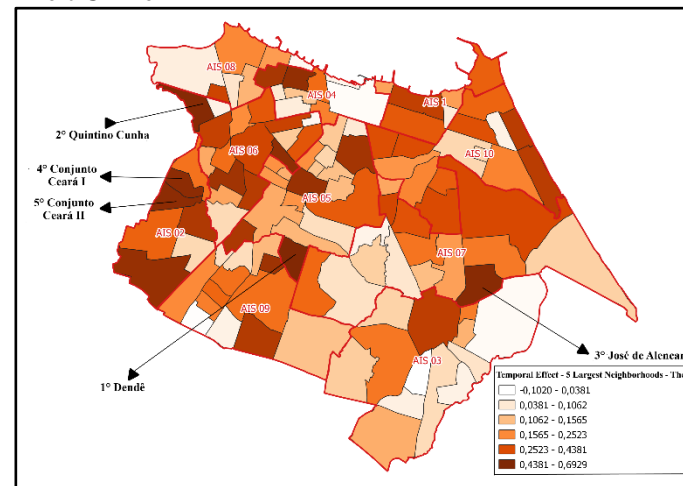 AIS 08
AIS 04
AIS 1
2° Quintino Cunha
AIS 06
AIS 10
4° Conjunto
Ceará I
AIS 05
5° Conjunto
Ceará II
AIS 02
AIS 07
AIS 09
AIS 03
3° José de Alencar
1° Dendê
Temporal Effect - 5 Largest Neighborhoods - The
-0,1020 - 0,0381
0,0381 - 0,1062
0,1062 - 0,1565
0,1565 - 0,2523
0,2523 - 0,4381
0,4381 - 0,6929